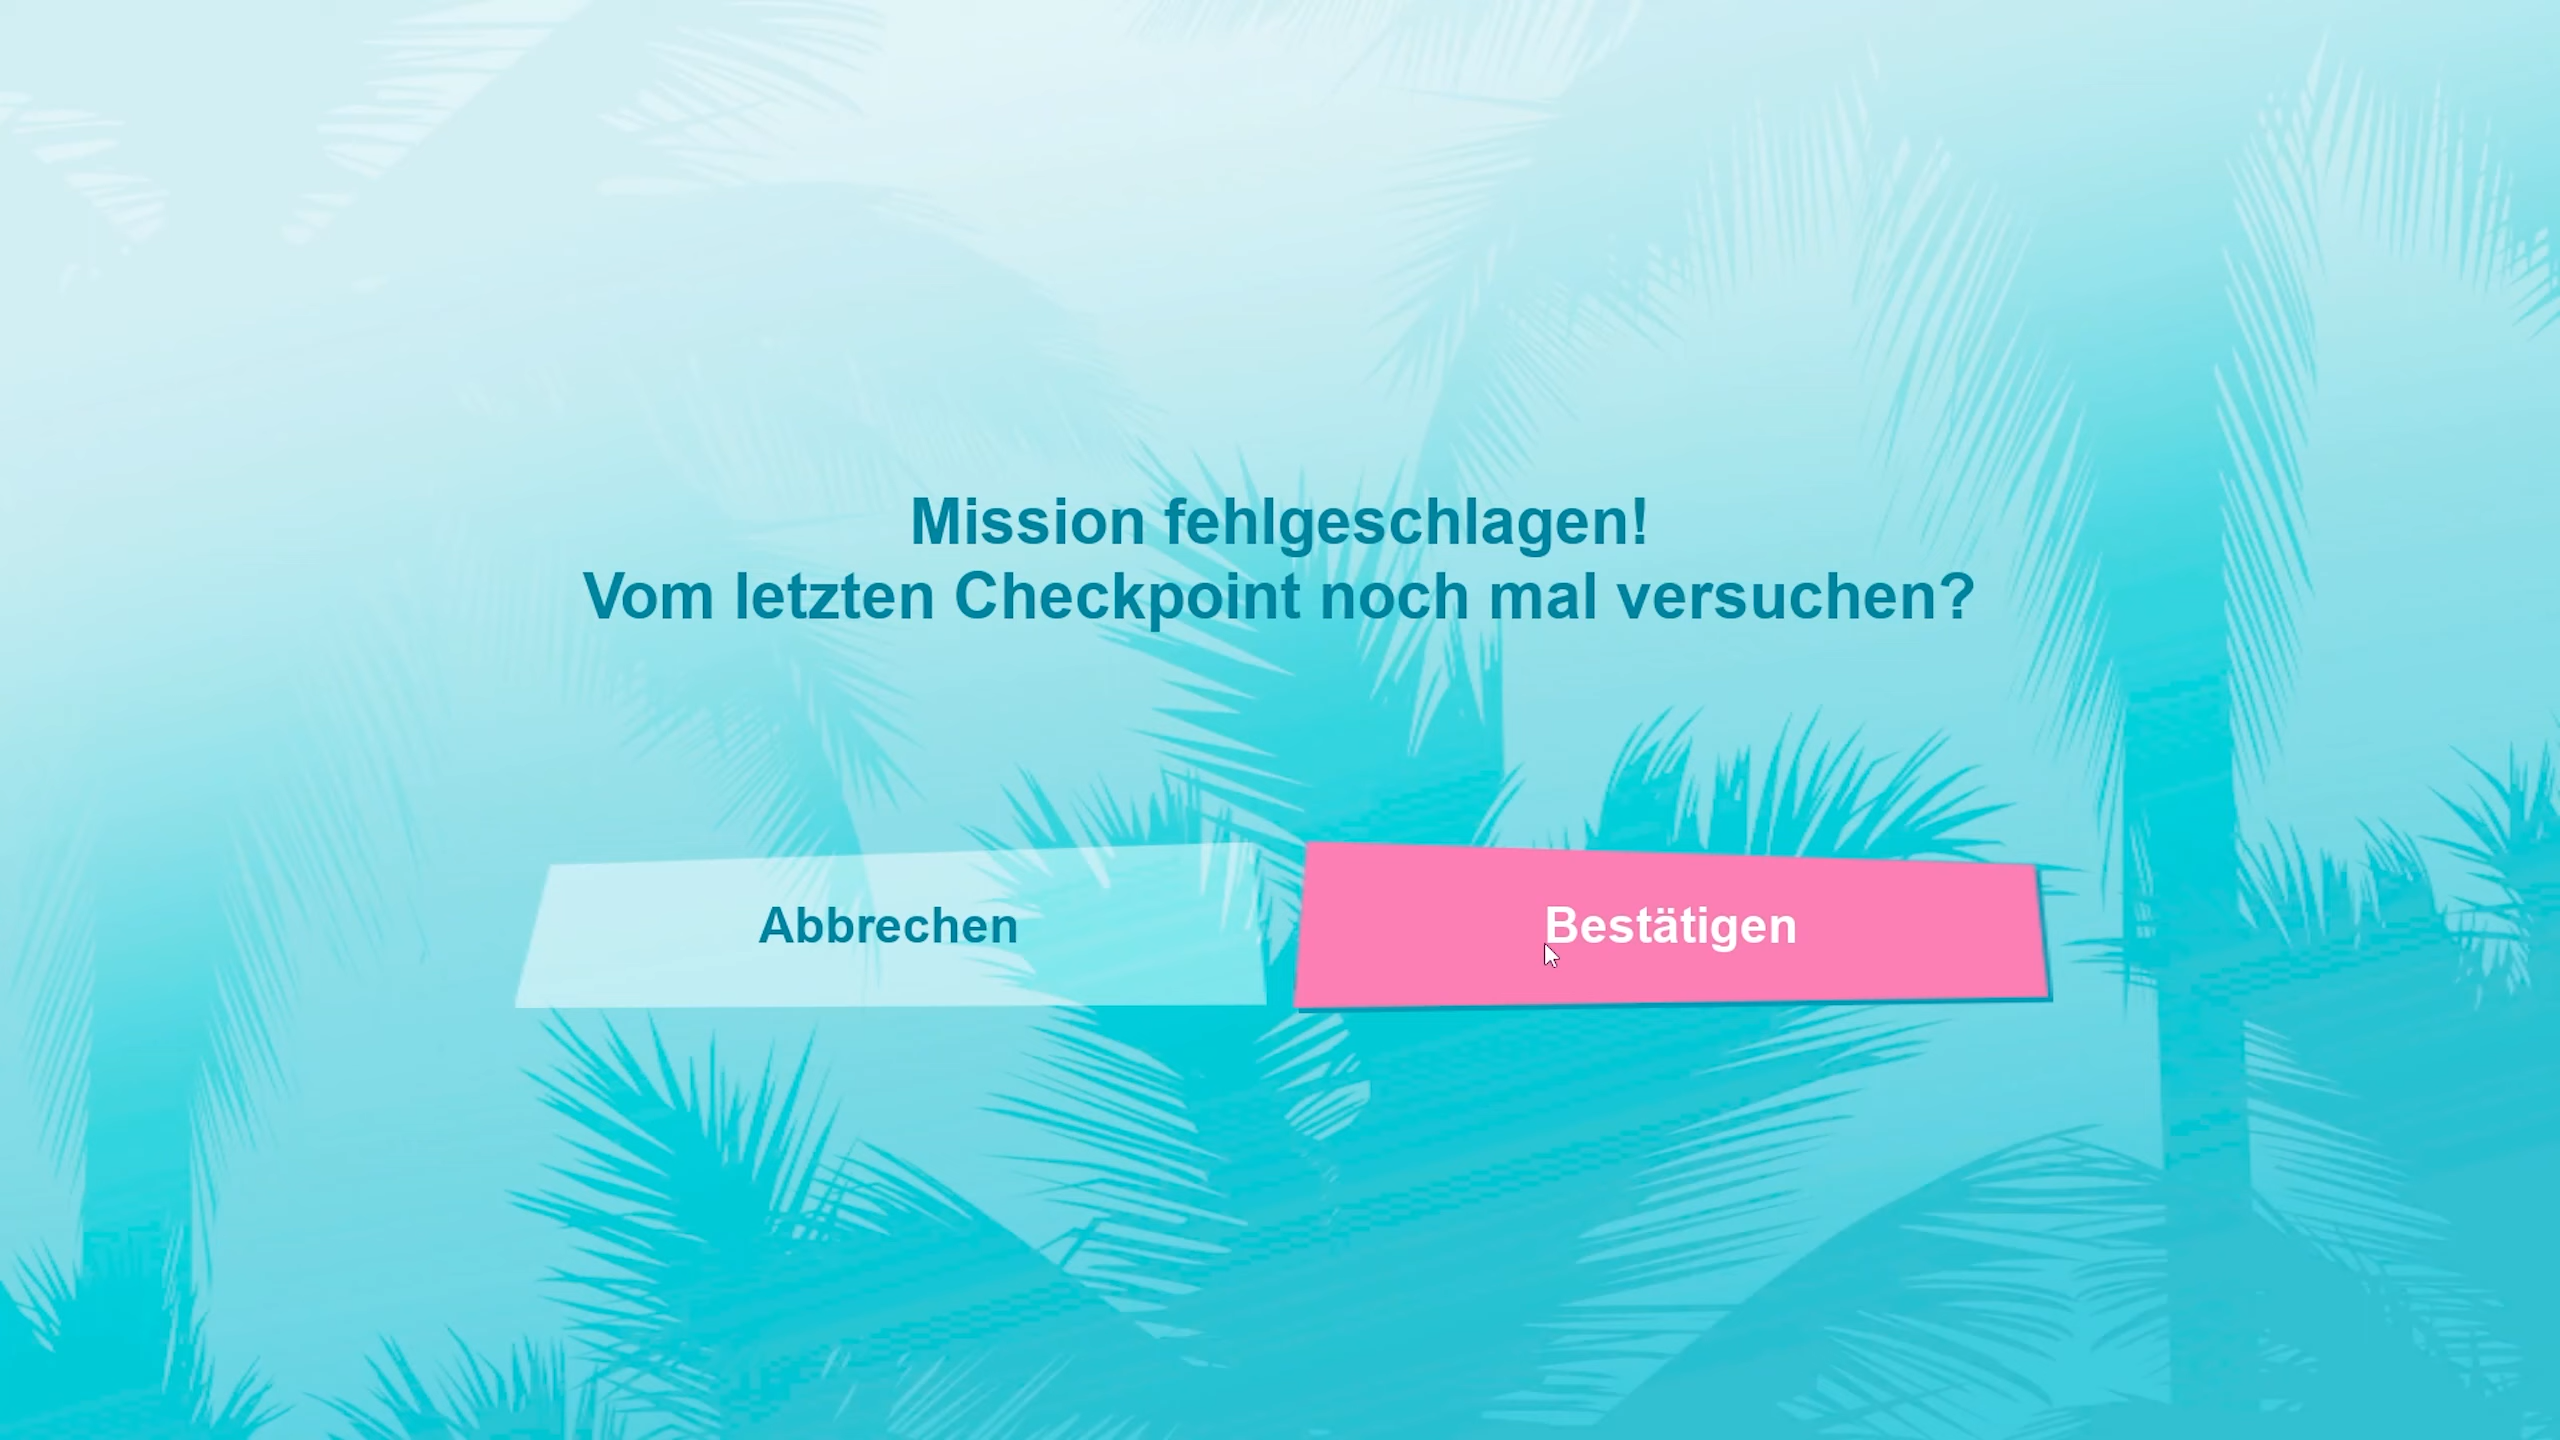 Mission fehlgeschlagen!
Vom letzten Checkpoint noch mal versuchen?
Abbrechen
Bestätigen